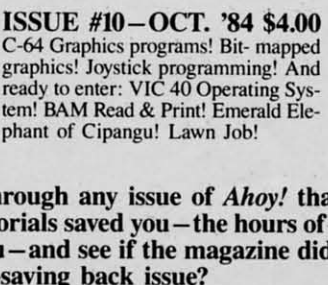 ISSUE #10—OCT. '84 $4.00
C-64 Graphics programs! Bit- mapped
graphics! Joystick programming! And
ready to enter: VIC 40 Operating Sys-
tem! BAM Read & Print! Emerald Ele-
phant of Cipangu! Lawn Job!
rough any issue of Ahoy! tha
orials saved you—the hours of
—and see if the magazine did
saving back issue?